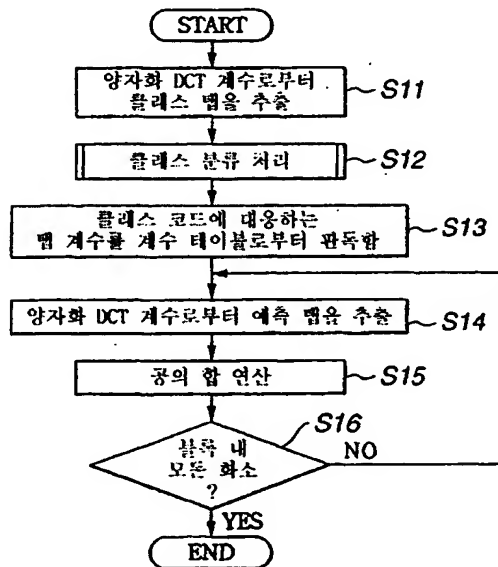 START
양자화 DCT 계수로부터
클래스 탭을 추출
S11
클래스 분류 처리
S12
클래스 코드에 대응하는
탭 계수를 계수 테이블로부터 판독함
S13
양자화 DCT 계수로부터 예측 탭을 추출
S14
곱의 합 연산
S15
S16
블록 내
모든 화소
?
NO
YES
END